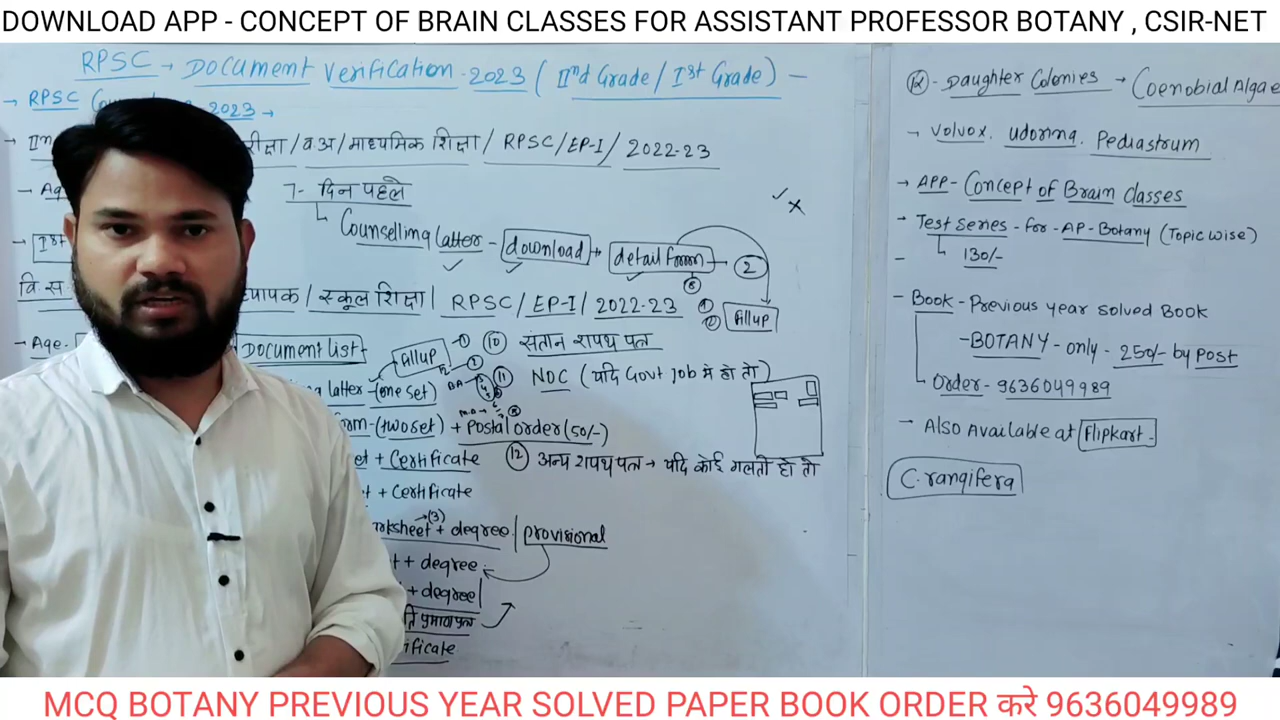 DOWNLOAD APP - CONCEPT OF BRAIN CLASSES FOR ASSISTANT PROFESSOR BOTANY , CSIR-NET
RPSC → Document Verification - 2023 ( IInd Grade / Ist Grade ) -
→ RPSC 2023 →
/ व.अ / माध्यमिक शिक्षा / RPSC / EP-I / 2022-23
7 - दिन पहले
Counselling latter - download → detail form → 2
fill up
वि.स. / स्कूल शिक्षा / RPSC / EP-I / 2022-23
→ Age. Document list fill up 10 संतान शपथ पत्र
latter - (one set) 11 NOC (यदि Govt Job मे हो तो)
- (two set) + Postal order (50/-)
+ Certificate 12 अन्य शपथ पत्र → यदि कोई गलती हो तो
+ Certificate
→ (3)
+ degree / provisional
+ degree
+ degree /
(R) - Daughter Colonies → Coenobial Algae
→ Volvox. Udorina. Pediastrum
→ APP - Concept of Brain classes
Test Series - for - AP - Botany (Topic wise)
130/-
- Book - Previous year solved Book
- BOTANY - only - 250/- by Post
Order - 9636049989
→ Also Available at Flipkart -
C. rangifera
MCQ BOTANY PREVIOUS YEAR SOLVED PAPER BOOK ORDER करे 9636049989